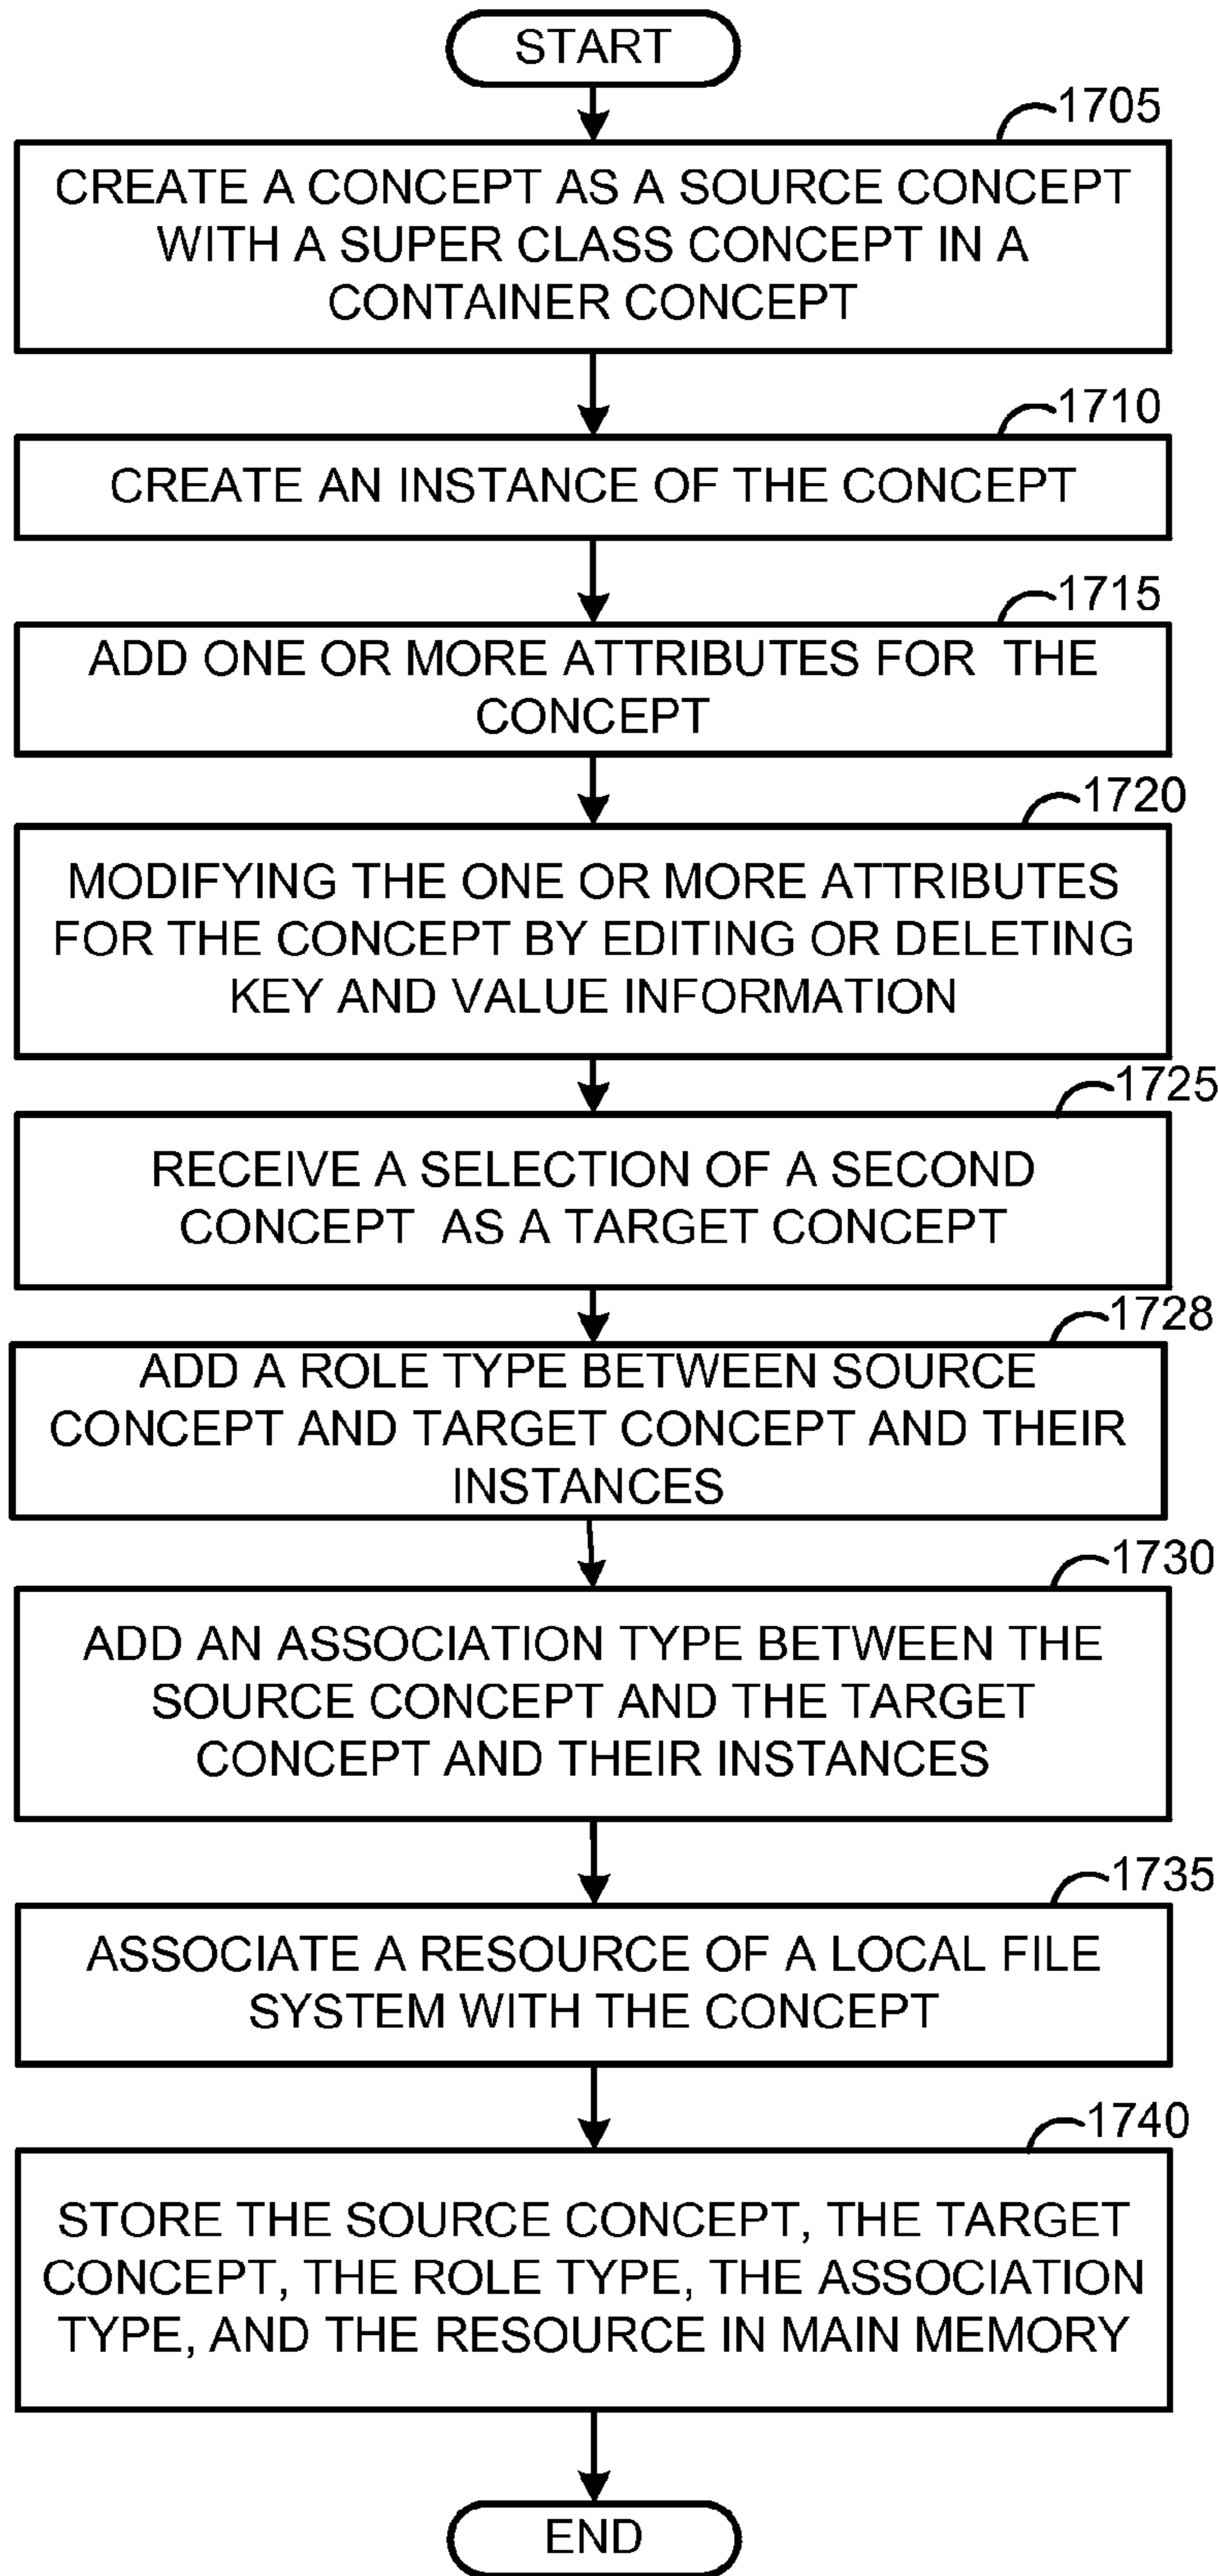 START
1705
CREATE A CONCEPT AS A SOURCE CONCEPT
WITH A SUPER CLASS CONCEPT IN A
CONTAINER CONCEPT
1710
CREATE AN INSTANCE OF THE CONCEPT
1715
ADD ONE OR MORE ATTRIBUTES FOR THE
CONCEPT
1720
MODIFYING THE ONE OR MORE ATTRIBUTES
FOR THE CONCEPT BY EDITING OR DELETING
KEY AND VALUE INFORMATION
1725
RECEIVE A SELECTION OF A SECOND
CONCEPT AS A TARGET CONCEPT
1728
ADD A ROLE TYPE BETWEEN SOURCE
CONCEPT AND TARGET CONCEPT AND THEIR
INSTANCES
1730
ADD AN ASSOCIATION TYPE BETWEEN THE
SOURCE CONCEPT AND THE TARGET
CONCEPT AND THEIR INSTANCES
1735
ASSOCIATE A RESOURCE OF A LOCAL FILE
SYSTEM WITH THE CONCEPT
1740
STORE THE SOURCE CONCEPT, THE TARGET
CONCEPT, THE ROLE TYPE, THE ASSOCIATION
TYPE, AND THE RESOURCE IN MAIN MEMORY
END